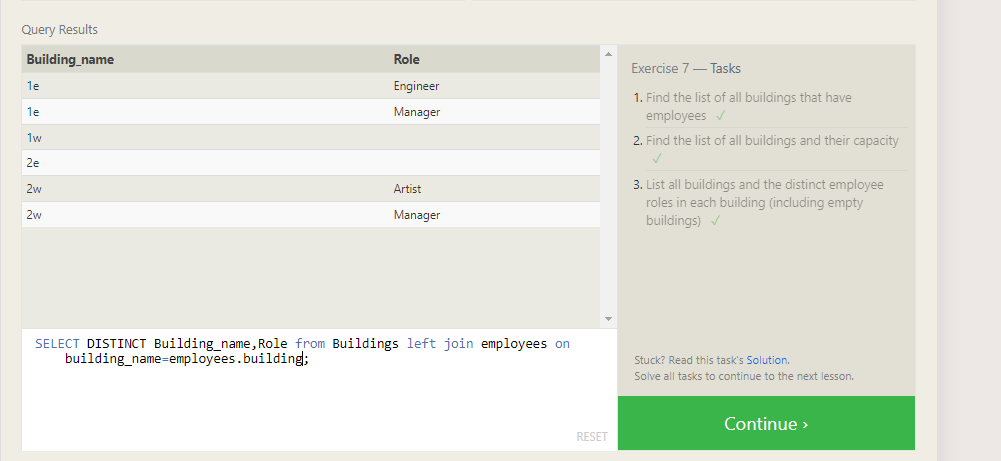 Query Results
Building_name Role
1e Engineer
1e Manager
1w
2e
2w Artist
2w Manager
SELECT DISTINCT Building_name,Role from Buildings left join employees on
building_name=employees.building;
RESET
Exercise 7 — Tasks
1. Find the list of all buildings that have
employees ✓
2. Find the list of all buildings and their capacity
✓
3. List all buildings and the distinct employee
roles in each building (including empty
buildings) ✓
Stuck? Read this task's Solution.
Solve all tasks to continue to the next lesson.
Continue ›